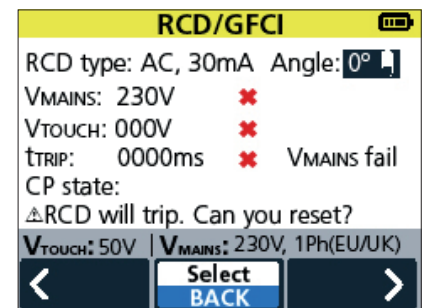 RCD/GFCI
RCD type: AC, 30mA Angle: 0°
VMAINS: 230V ✖
VTOUCH: 000V ✖
tTRIP: 0000ms ✖ VMAINS fail
CP state:
⚠RCD will trip. Can you reset?
VTOUCH: 50V | VMAINS: 230V, 1Ph(EU/UK)
< Select >
BACK